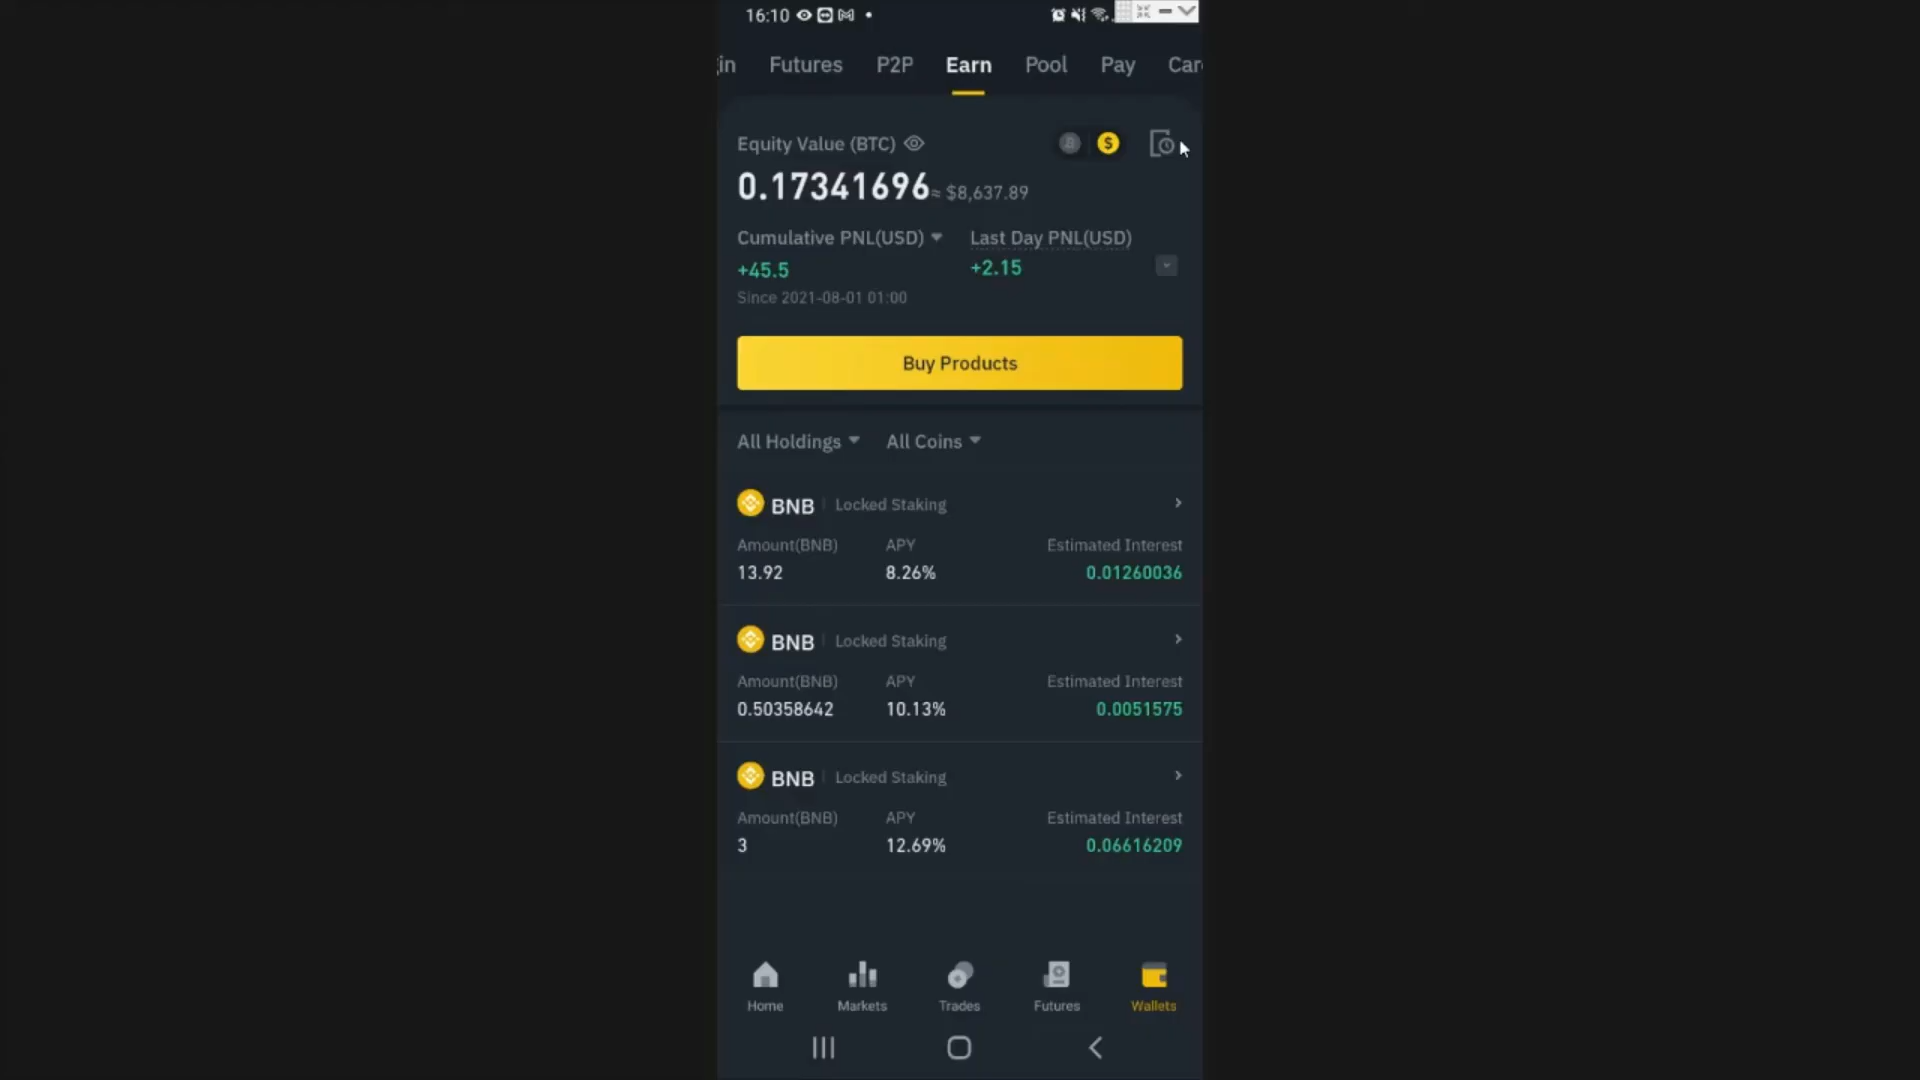 16:10
Futures P2P Earn Pool Pay
Equity Value (BTC)
0.17341696 ≈ $8,637.89
Cumulative PNL(USD) Last Day PNL(USD)
+45.5 +2.15
Since 2021-08-01 01:00
Buy Products
All Holdings All Coins
BNB Locked Staking
Amount(BNB) APY Estimated Interest
13.92 8.26% 0.01260036
BNB Locked Staking
Amount(BNB) APY Estimated Interest
0.50358642 10.13% 0.0051575
BNB Locked Staking
Amount(BNB) APY Estimated Interest
3 12.69% 0.06616209
Home Markets Trades Futures Wallets